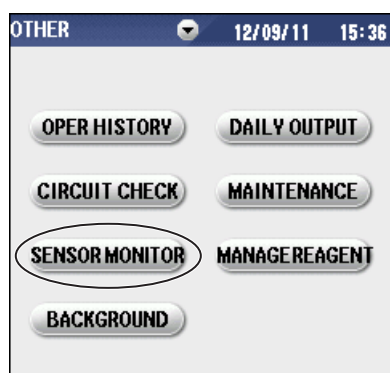 OTHER 12/09/11 15:36
OPER HISTORY DAILY OUTPUT
CIRCUIT CHECK MAINTENANCE
SENSOR MONITOR MANAGE REAGENT
BACKGROUND